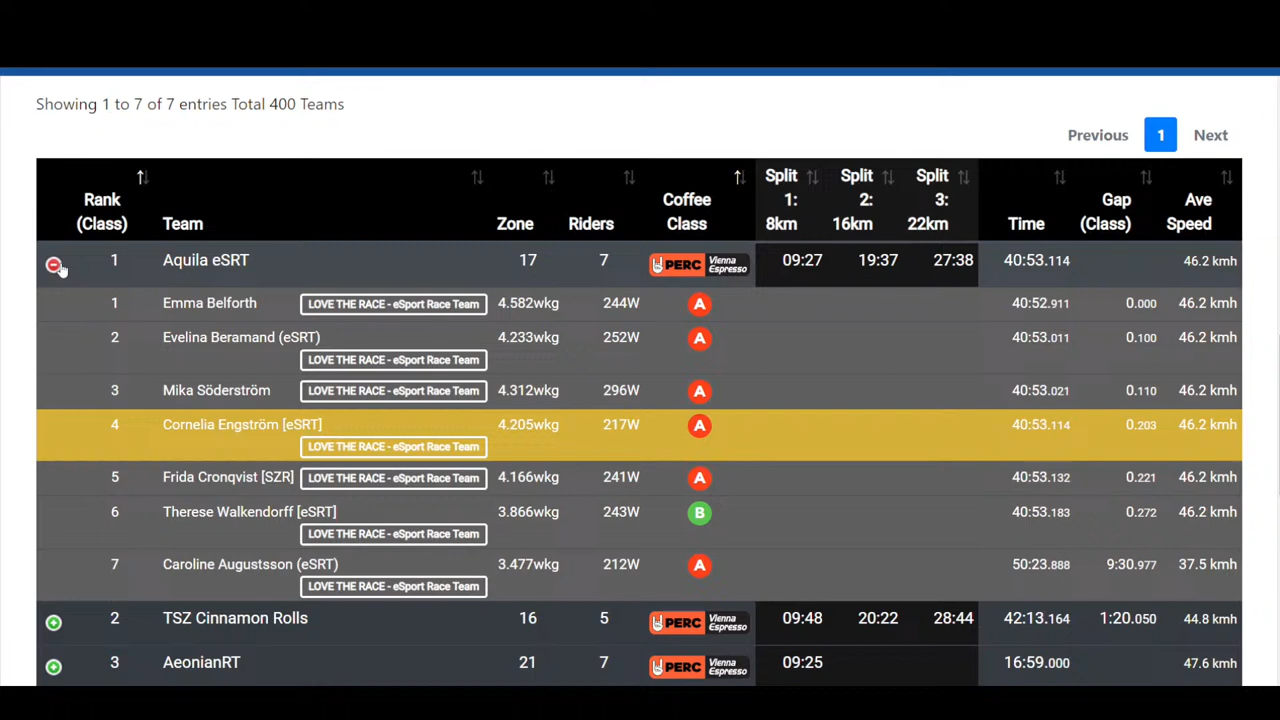 Showing 1 to 7 of 7 entries Total 400 Teams
Previous 1 Next
Rank (Class) Team Zone Riders Coffee Class Split 1: 8km Split 2: 16km Split 3: 22km Time Gap (Class) Ave Speed
1 Aquila eSRT 17 7 PERC Vienna Espresso 09:27 19:37 27:38 40:53.114 46.2 kmh
1 Emma Belforth LOVE THE RACE - eSport Race Team 4.582wkg 244W A 40:52.911 0.000 46.2 kmh
2 Evelina Beramand (eSRT) 4.233wkg 252W A 40:53.011 0.100 46.2 kmh
LOVE THE RACE - eSport Race Team
3 Mika Söderström LOVE THE RACE - eSport Race Team 4.312wkg 296W A 40:53.021 0.110 46.2 kmh
4 Cornelia Engström [eSRT] 4.205wkg 217W A 40:53.114 0.203 46.2 kmh
LOVE THE RACE - eSport Race Team
5 Frida Cronqvist [SZR] LOVE THE RACE - eSport Race Team 4.166wkg 241W A 40:53.132 0.221 46.2 kmh
6 Therese Walkendorff [eSRT] 3.866wkg 243W B 40:53.183 0.272 46.2 kmh
LOVE THE RACE - eSport Race Team
7 Caroline Augustsson (eSRT) 3.477wkg 212W A 50:23.888 9:30.977 37.5 kmh
LOVE THE RACE - eSport Race Team
2 TSZ Cinnamon Rolls 16 5 PERC Vienna Espresso 09:48 20:22 28:44 42:13.164 1:20.050 44.8 kmh
3 AeonianRT 21 7 PERC Vienna Espresso 09:25 16:59.000 47.6 kmh